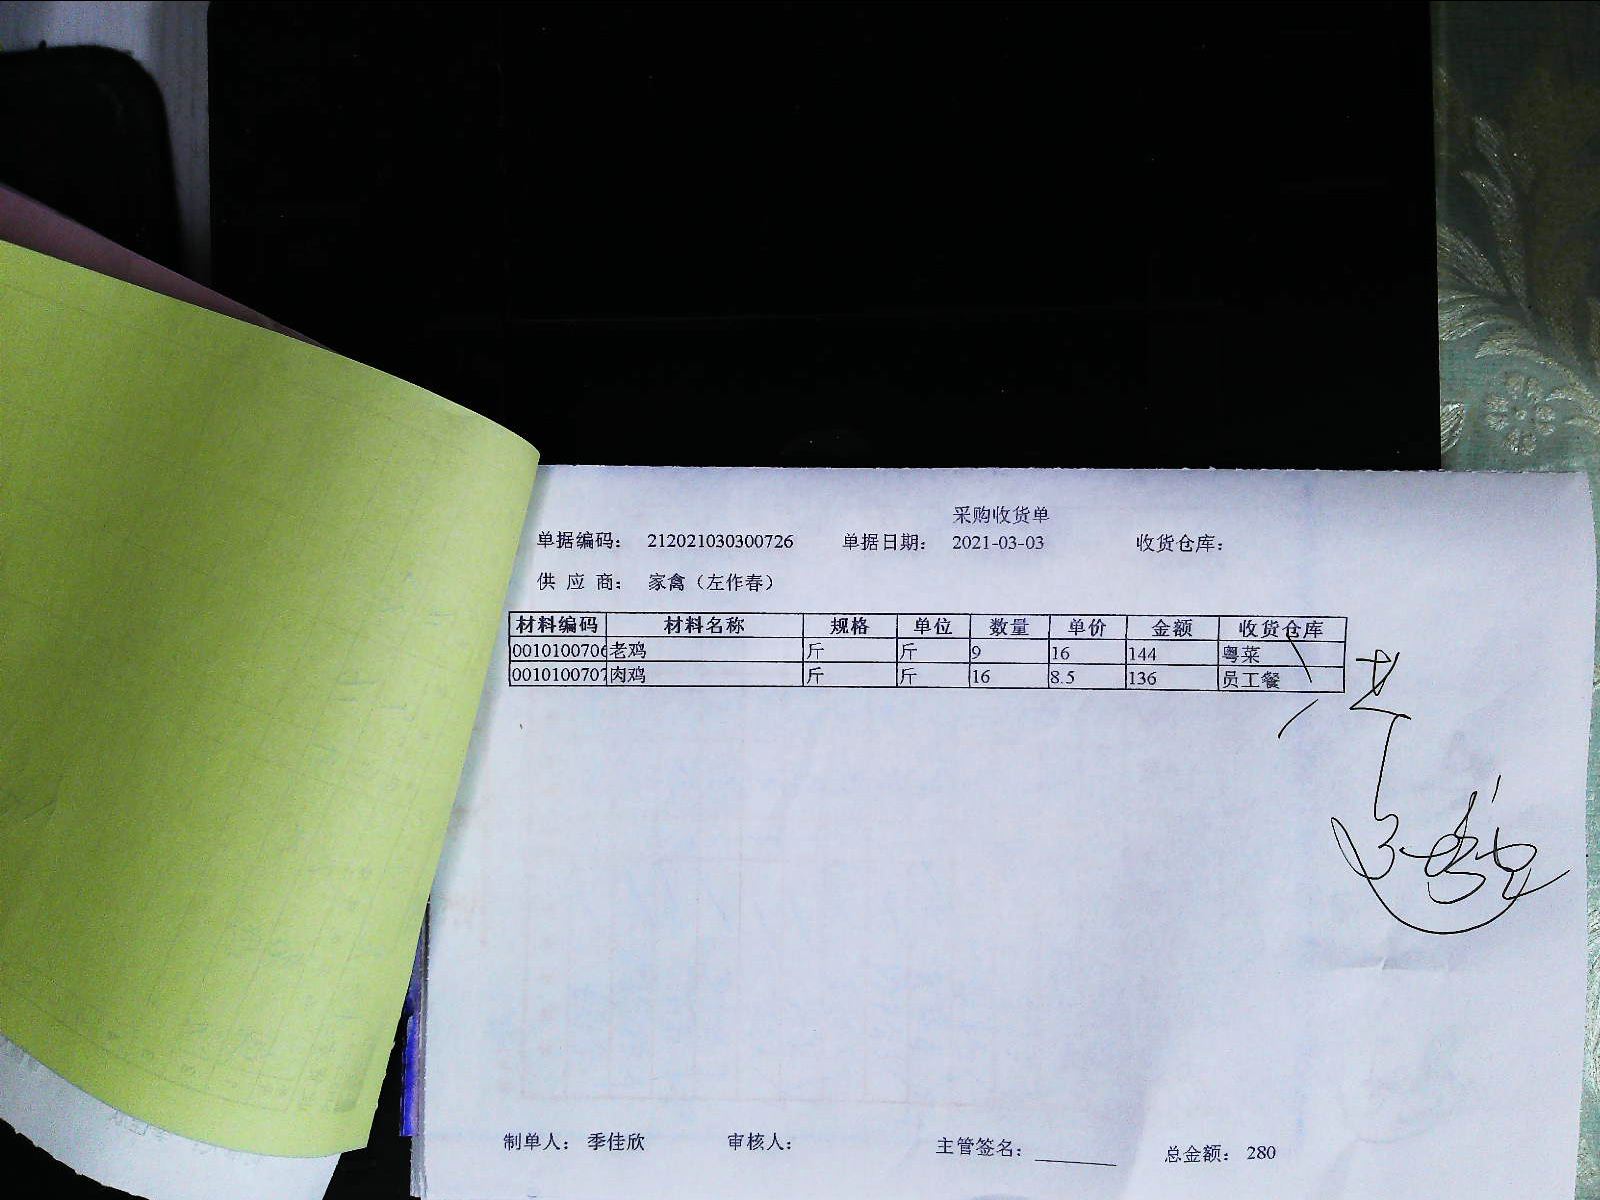 采购收货单
单据编码： 212021030300726 单据日期： 2021-03-03 收货仓库：
供 应 商： 家禽（左作春）
材料编码 材料名称 规格 单位 数量 单价 金额 收货仓库
0010100706 老鸡 斤 斤 9 16 144 粤菜
0010100707 肉鸡 斤 斤 16 8.5 136 员工餐
制单人： 季佳欣 审核人： 主管签名： 总金额： 280